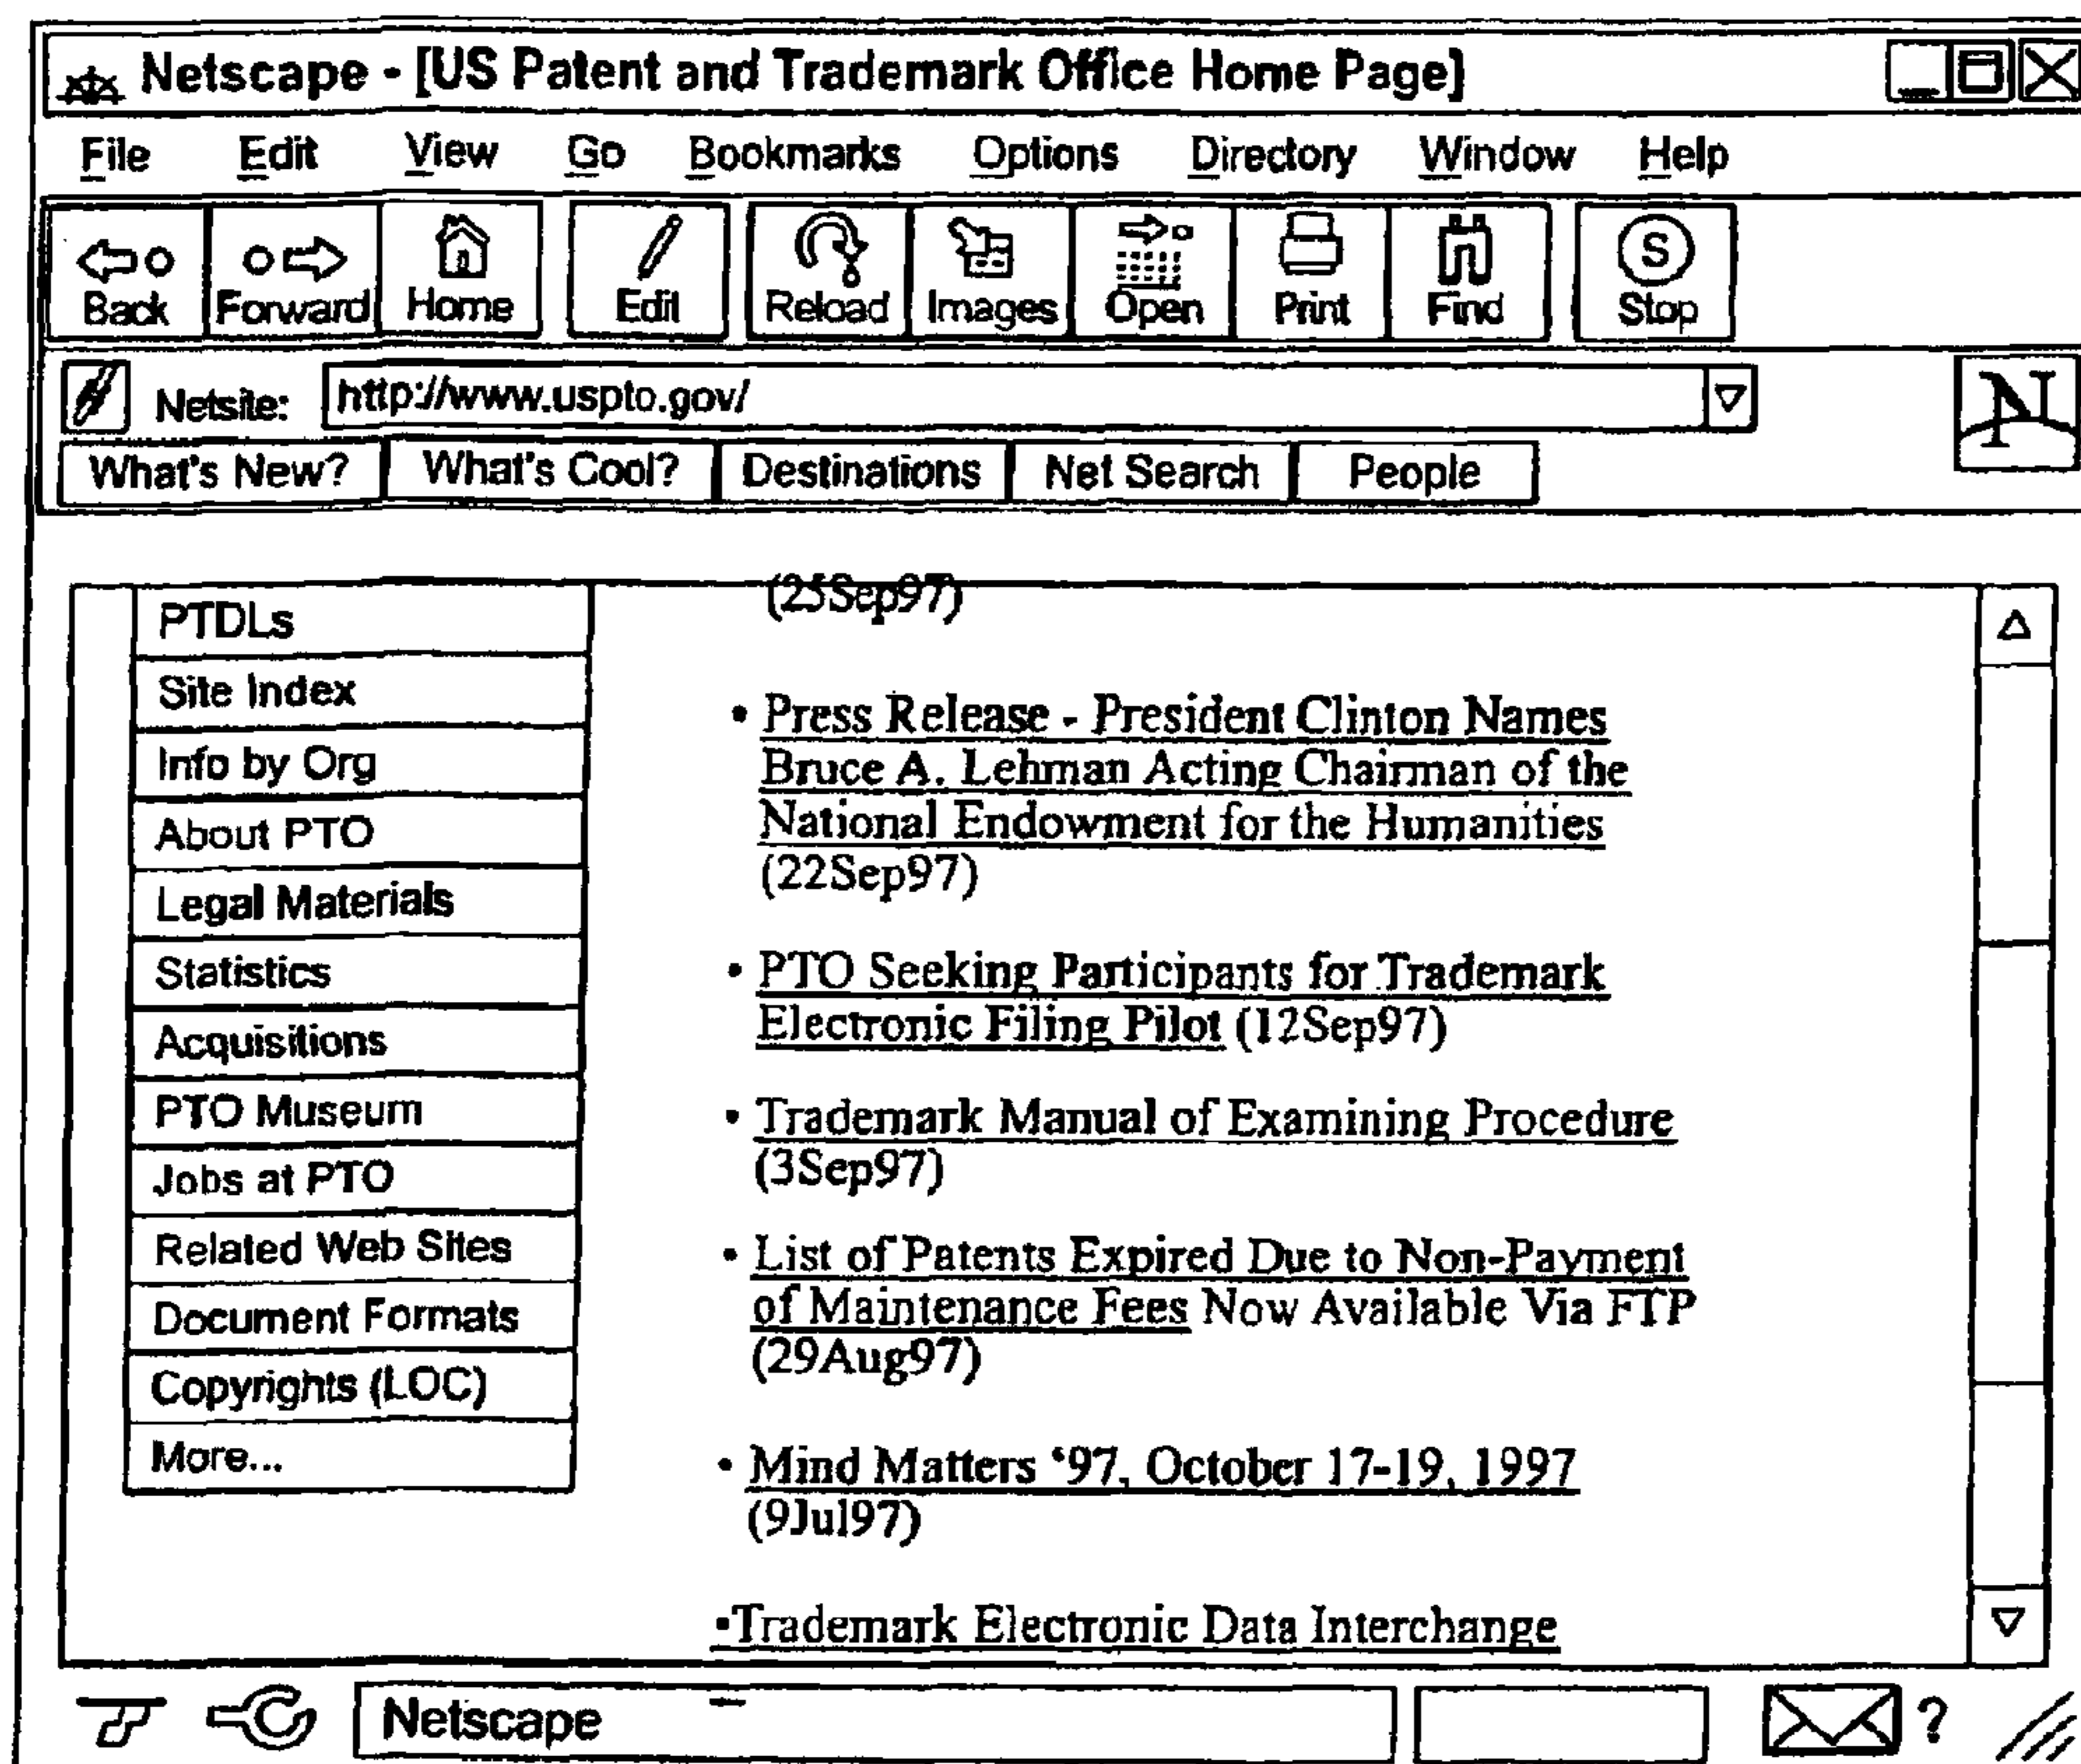 Netscape - [US Patent and Trademark Office Home Page]
File Edit View Go Bookmarks Options Directory Window Help
Back Forward Home Edit Reload Images Open Print Find Stop
S
Netsite: http://www.uspto.gov/
N
What's New? What's Cool? Destinations Net Search People
PTDLs
Site Index
Info by Org
About PTO
Legal Materials
Statistics
Acquisitions
PTO Museum
Jobs at PTO
Related Web Sites
Document Formats
Copyrights (LOC)
More...
(25Sep97)
• Press Release - President Clinton Names
Bruce A. Lehman Acting Chairman of the
National Endowment for the Humanities
(22Sep97)
• PTO Seeking Participants for Trademark
Electronic Filing Pilot (12Sep97)
• Trademark Manual of Examining Procedure
(3Sep97)
• List of Patents Expired Due to Non-Payment
of Maintenance Fees Now Available Via FTP
(29Aug97)
• Mind Matters ‘97, October 17-19, 1997
(9Jul97)
•Trademark Electronic Data Interchange
Netscape
?